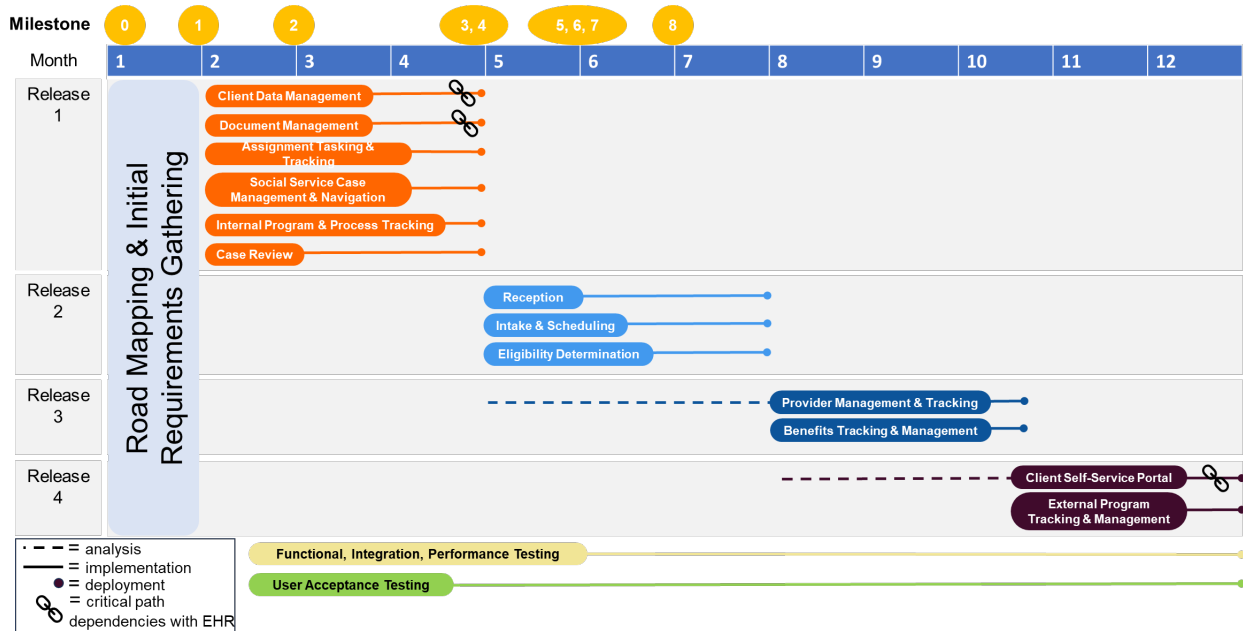 Milestone 0 1 2 3, 4 5, 6, 7 8
Month 1 2 3 4 5 6 7 8 9 10 11 12
Release
1
Road Mapping & Initial
Requirements Gathering
Client Data Management
Document Management
Assignment Tasking &
Tracking
Social Service Case
Management & Navigation
Internal Program & Process Tracking
Case Review
Release
2
Reception
Intake & Scheduling
Eligibility Determination
Release
3
Provider Management & Tracking
Benefits Tracking & Management
Release
4
Client Self-Service Portal
External Program
Tracking & Management
Functional, Integration, Performance Testing
User Acceptance Testing
= analysis
= implementation
= deployment
= critical path
dependencies with EHR